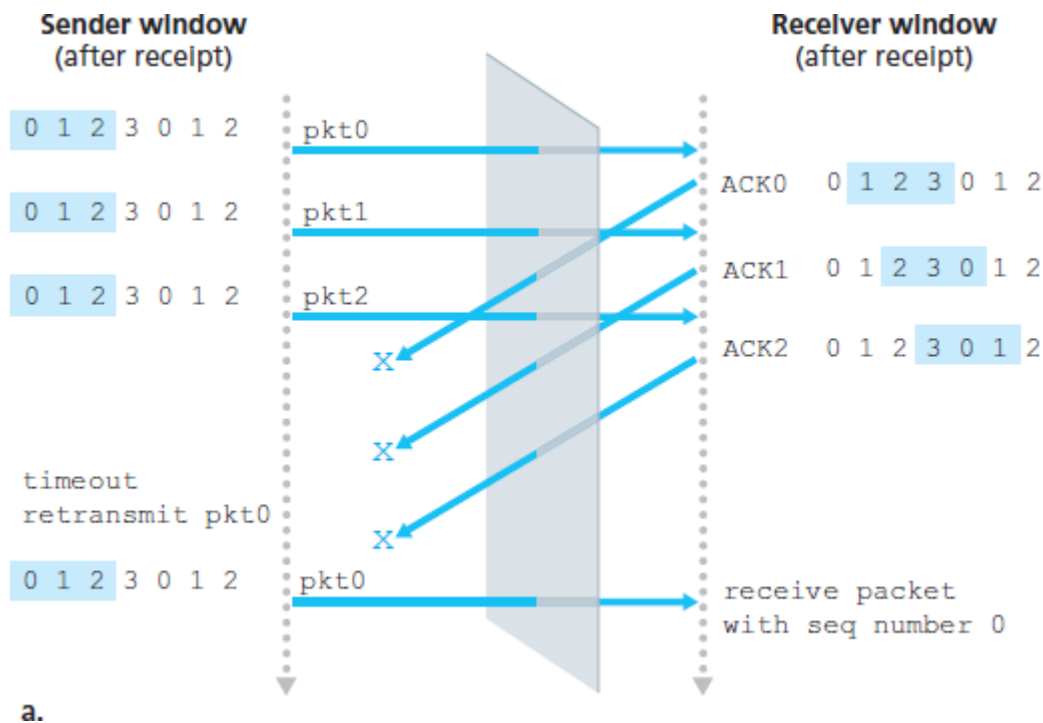 Sender window
(after receipt)
Receiver window
(after receipt)
0 1 2 3 0 1 2
pkt0
ACK0 0 1 2 3 0 1 2
0 1 2 3 0 1 2
pkt1
ACK1 0 1 2 3 0 1 2
0 1 2 3 0 1 2
pkt2
ACK2 0 1 2 3 0 1 2
X
X
timeout
retransmit pkt0
X
0 1 2 3 0 1 2
pkt0
receive packet
with seq number 0
a.